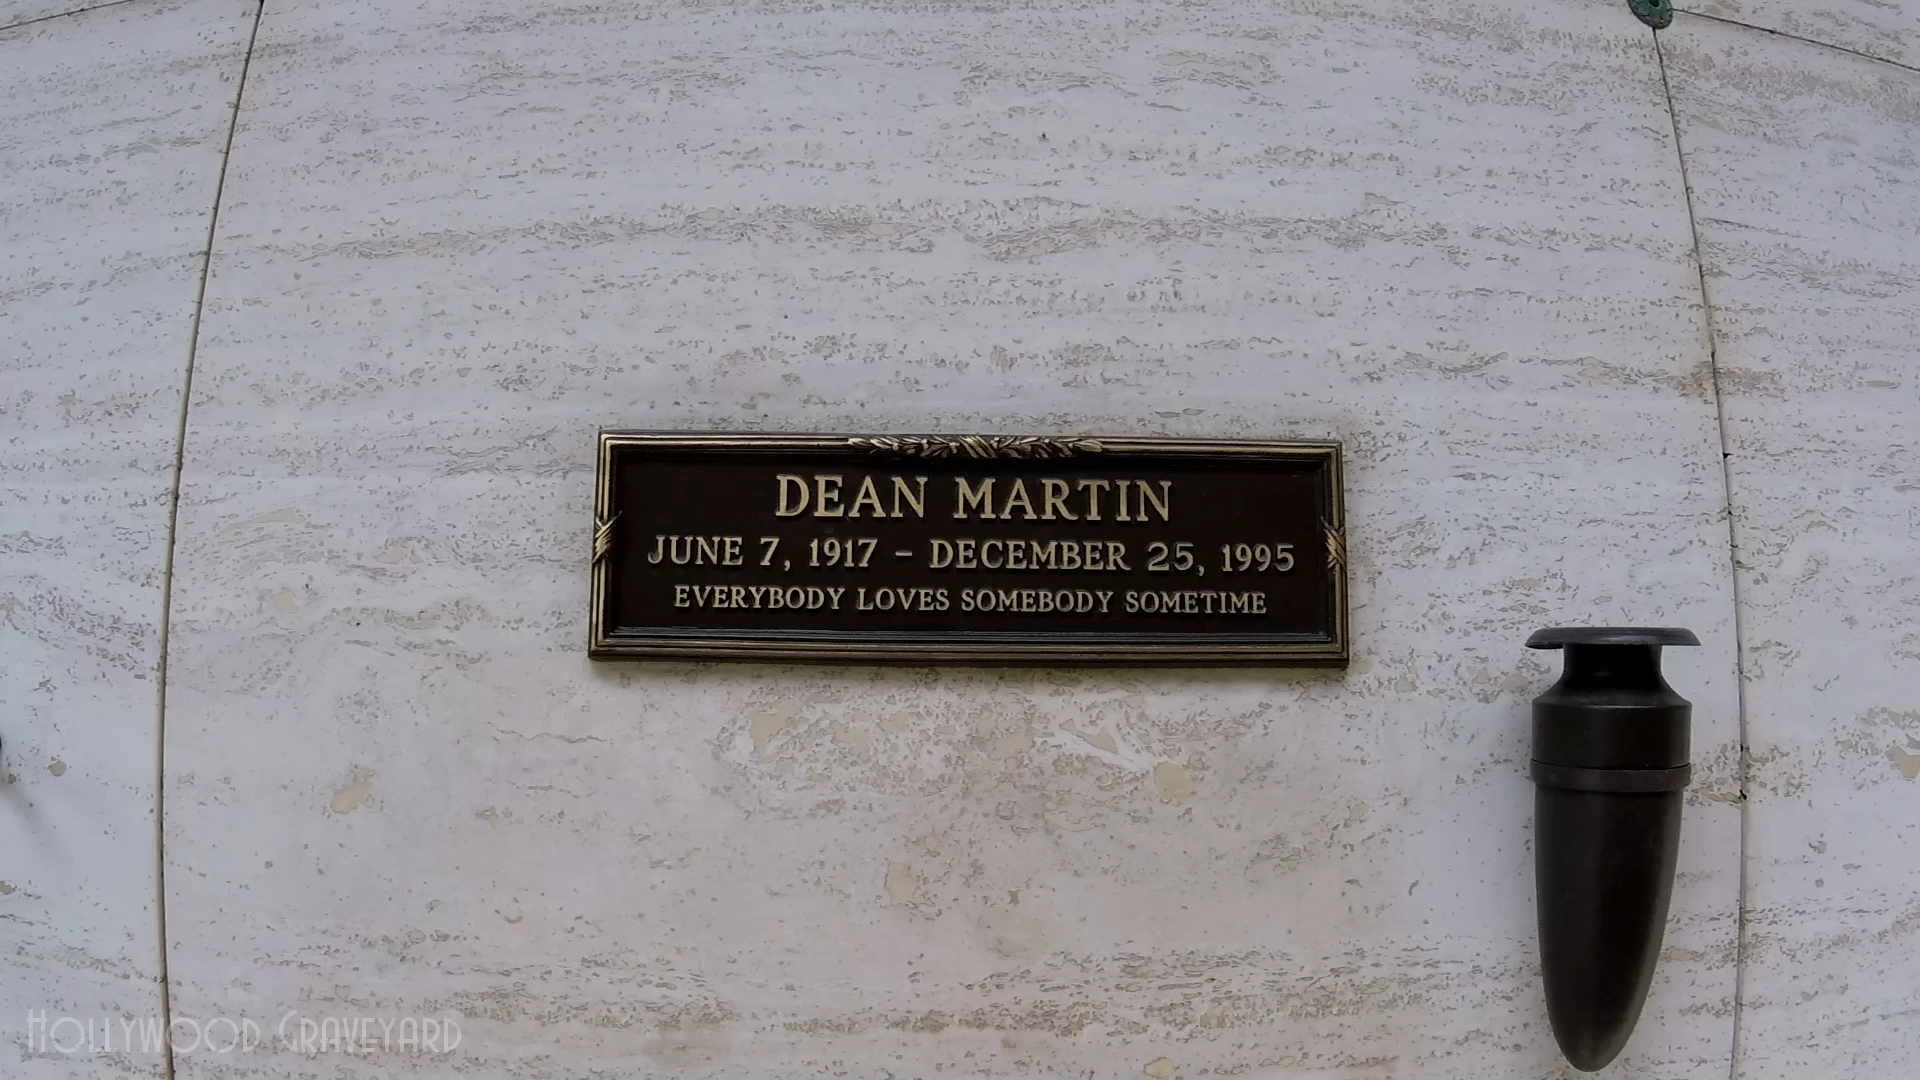 DEAN MARTIN
JUNE 7, 1917 – DECEMBER 25, 1995
EVERYBODY LOVES SOMEBODY SOMETIME
HOLLYWOOD GRAVEYARD